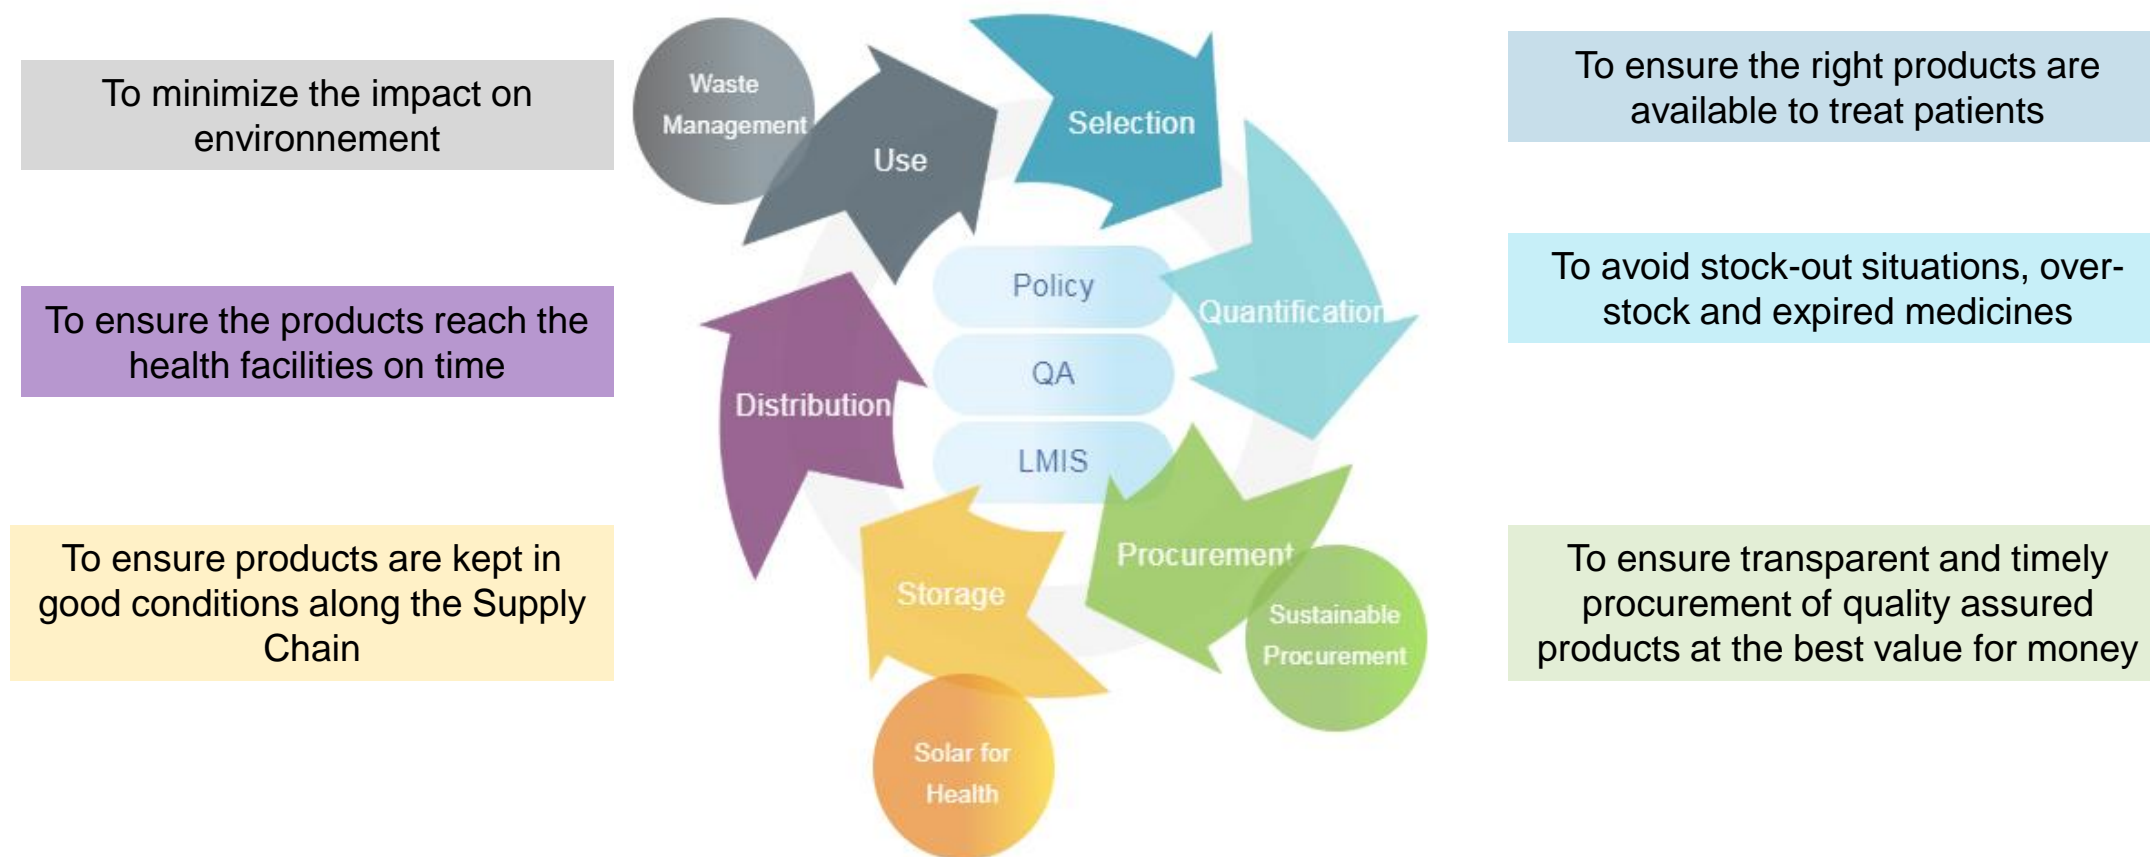 To minimize the impact on
environnement
To ensure the products reach the
health facilities on time
To ensure products are kept in
good conditions along the Supply
Chain
Waste
Management
Use
Selection
Quantification
Policy
QA
LMIS
Distribution
Procurement
Storage
Sustainable
Procurement
Solar for
Health
To ensure the right products are
available to treat patients
To avoid stock-out situations, over-
stock and expired medicines
To ensure transparent and timely
procurement of quality assured
products at the best value for money